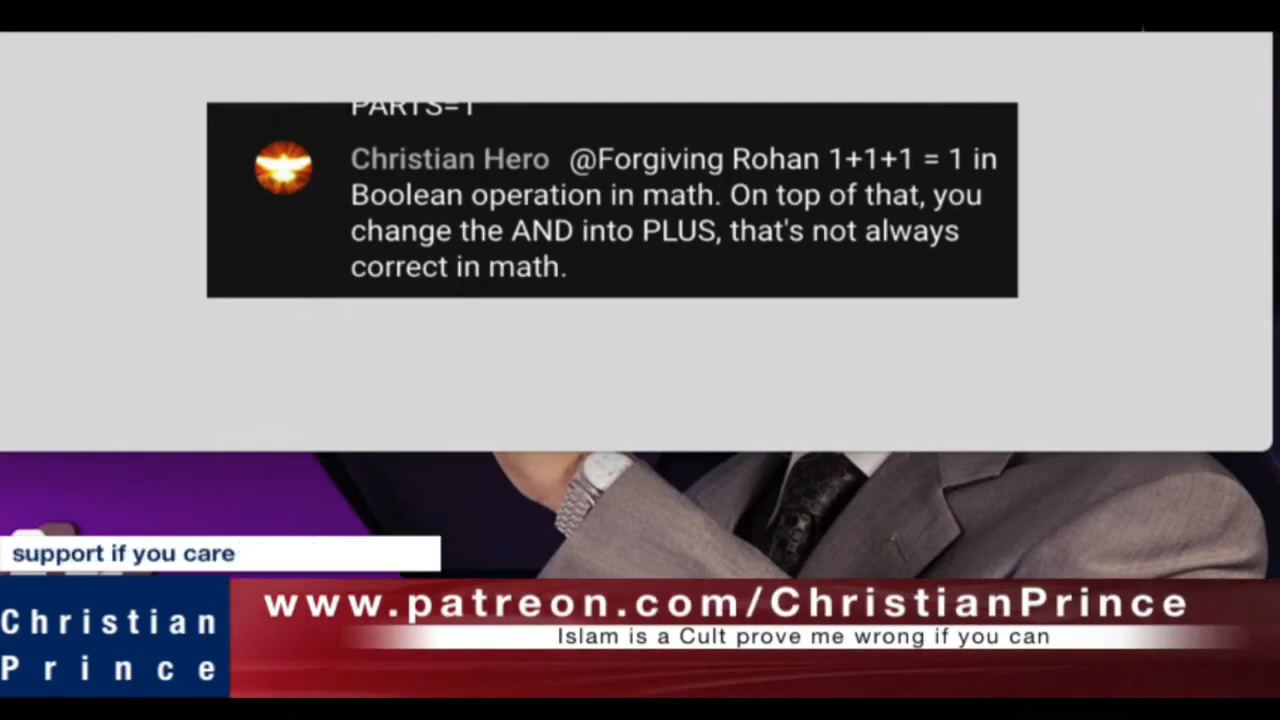 PARTS=1
Christian Hero @Forgiving Rohan 1+1+1 = 1 in
Boolean operation in math. On top of that, you
change the AND into PLUS, that's not always
correct in math.
support if you care
Christian
Prince
www.patreon.com/ChristianPrince
Islam is a Cult prove me wrong if you can